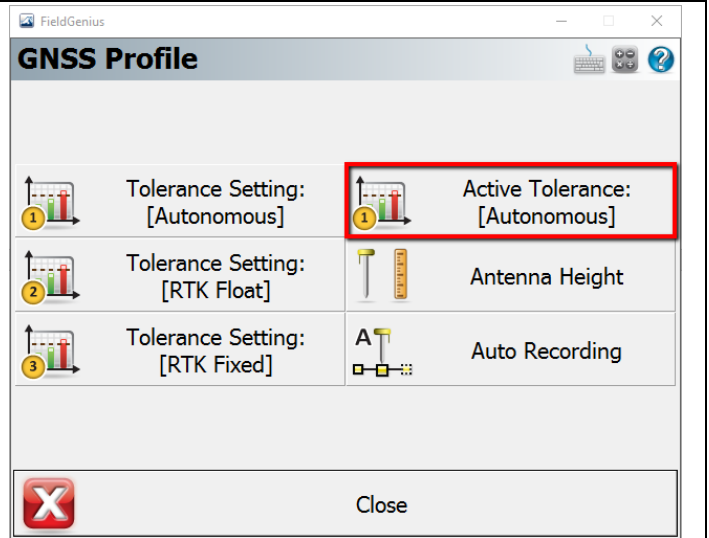 FieldGenius
GNSS Profile
Tolerance Setting:
[Autonomous]
Active Tolerance:
[Autonomous]
Tolerance Setting:
[RTK Float]
Antenna Height
Tolerance Setting:
[RTK Fixed]
Auto Recording
Close